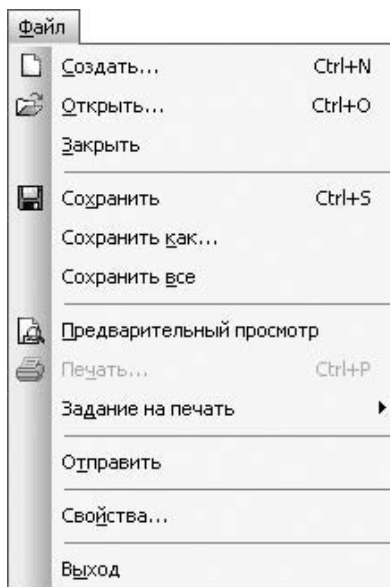 Файл
Создать... Ctrl+N
Открыть... Ctrl+O
Закрыть
Сохранить Ctrl+S
Сохранить как...
Сохранить все
Предварительный просмотр
Печать... Ctrl+P
Задание на печать
Отправить
Свойства...
Выход